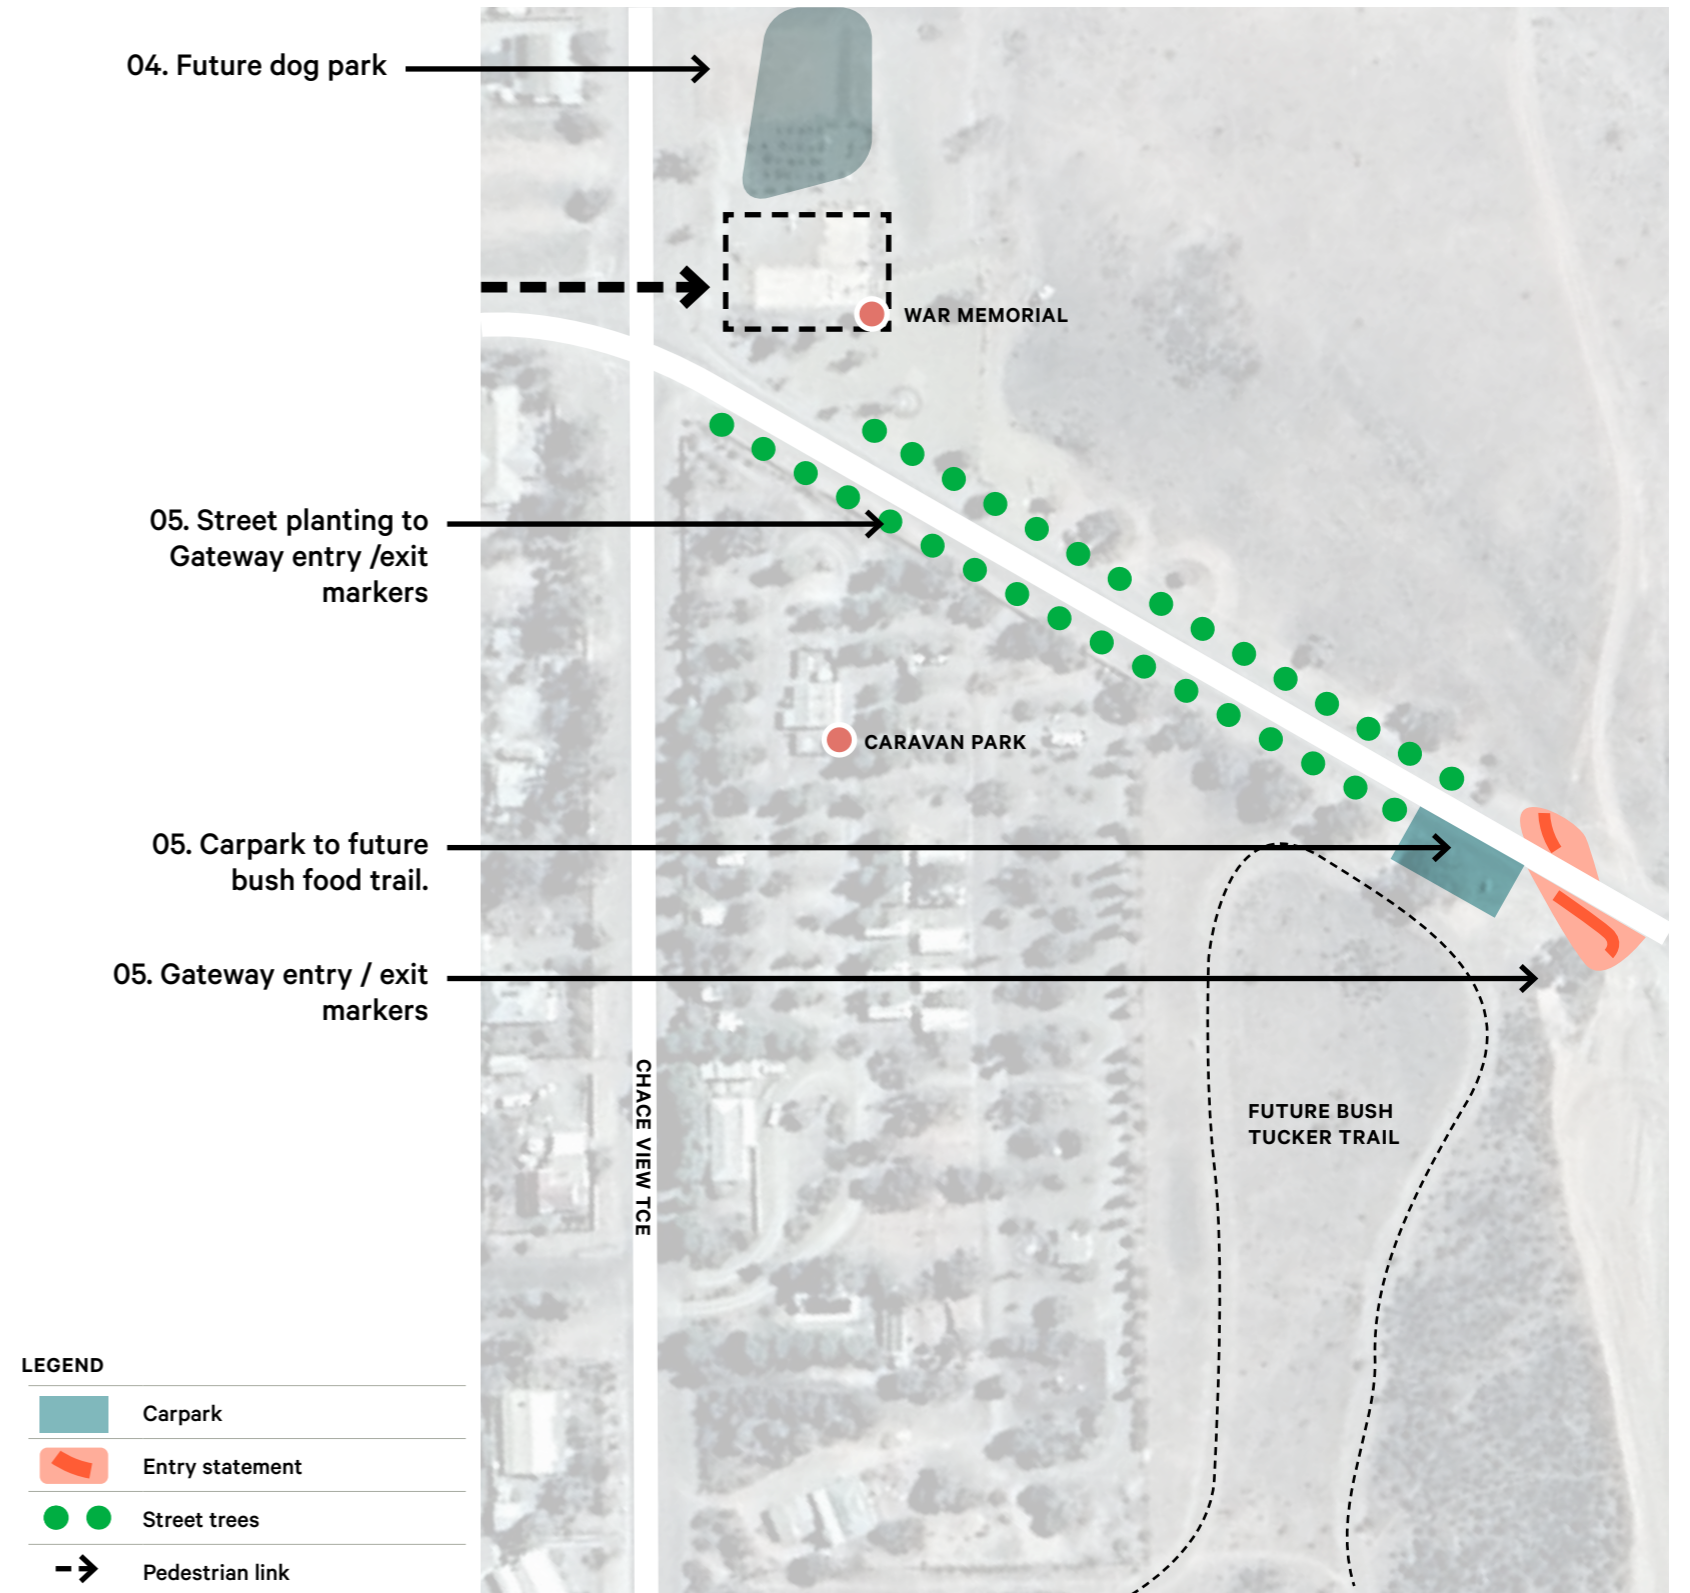 04. Future dog park
WAR MEMORIAL
05. Street planting to
Gateway entry /exit
markers
CARAVAN PARK
05. Carpark to future
bush food trail.
05. Gateway entry / exit
markers
CHACE VIEW TCE
FUTURE BUSH
TUCKER TRAIL
LEGEND
Carpark
Entry statement
Street trees
Pedestrian link